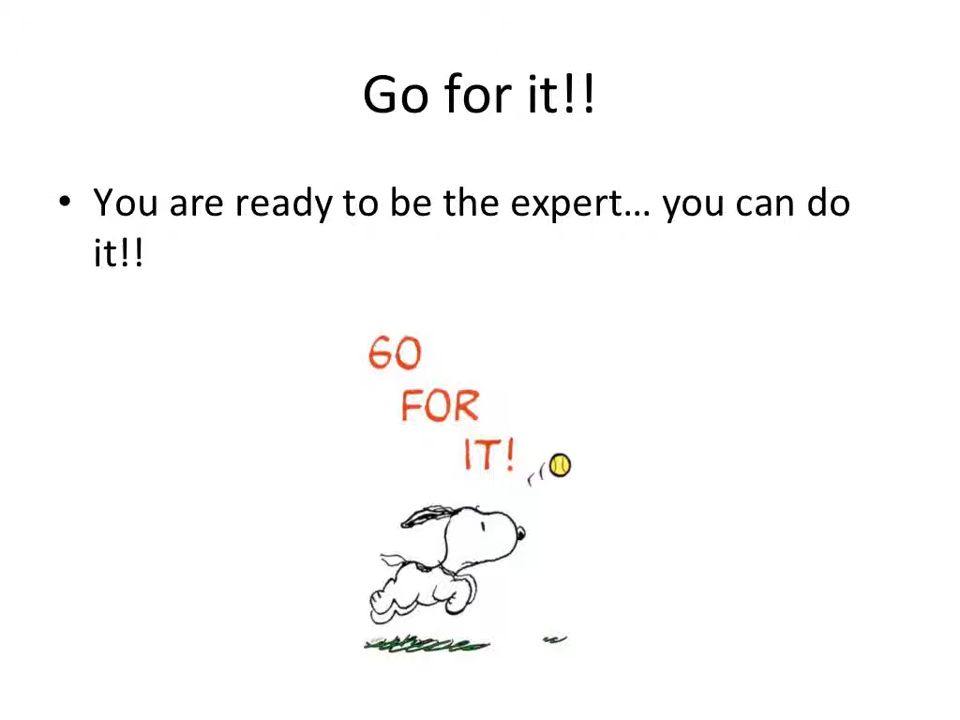 Go for it!!
• You are ready to be the expert... you can do
it!!
GO
FOR
IT!